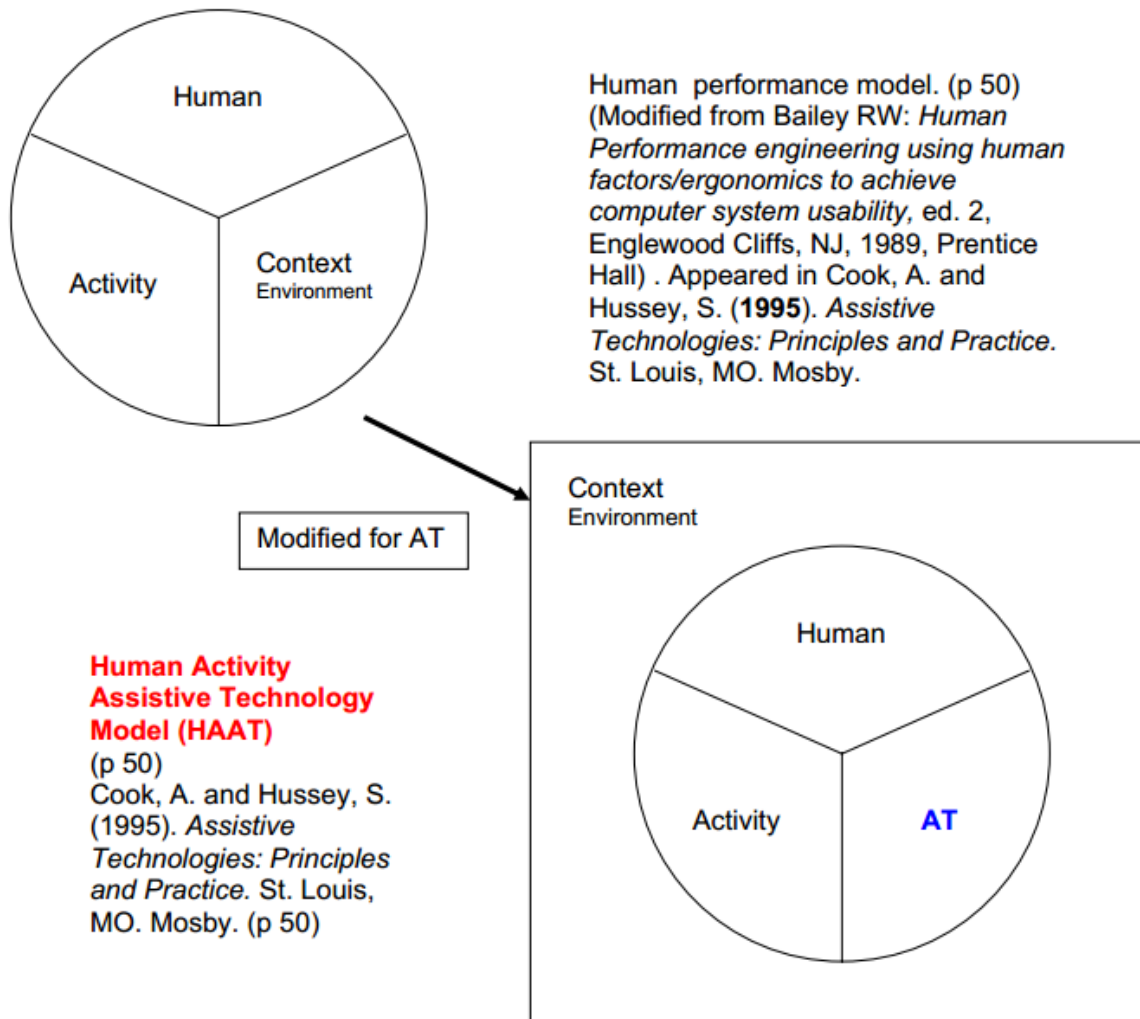 Human
Activity
Context
Environment
Human performance model. (p 50)
(Modified from Bailey RW: Human
Performance engineering using human
factors/ergonomics to achieve
computer system usability, ed. 2,
Englewood Cliffs, NJ, 1989, Prentice
Hall) . Appeared in Cook, A. and
Hussey, S. (1995). Assistive
Technologies: Principles and Practice.
St. Louis, MO. Mosby.
Modified for AT
Context
Environment
Human
Activity
AT
Human Activity
Assistive Technology
Model (HAAT)
(p 50)
Cook, A. and Hussey, S.
(1995). Assistive
Technologies: Principles
and Practice. St. Louis,
MO. Mosby. (p 50)